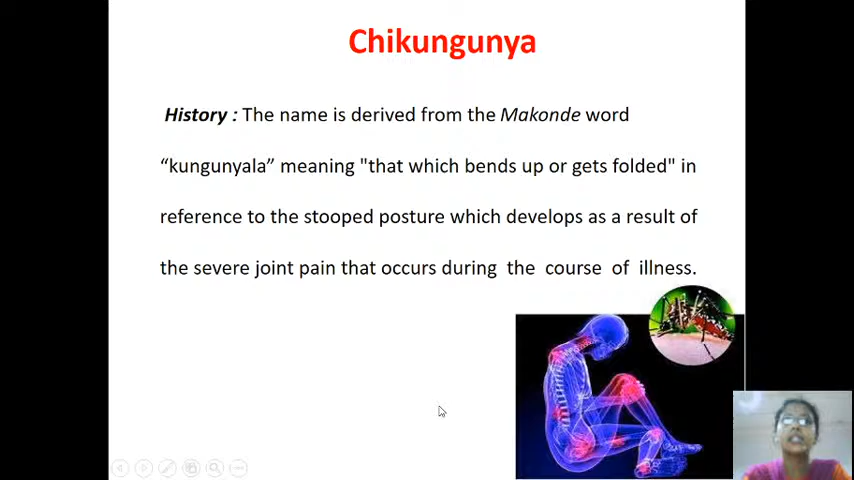 Chikungunya
History : The name is derived from the Makonde word
“kungunyala” meaning "that which bends up or gets folded" in
reference to the stooped posture which develops as a result of
the severe joint pain that occurs during the course of illness.